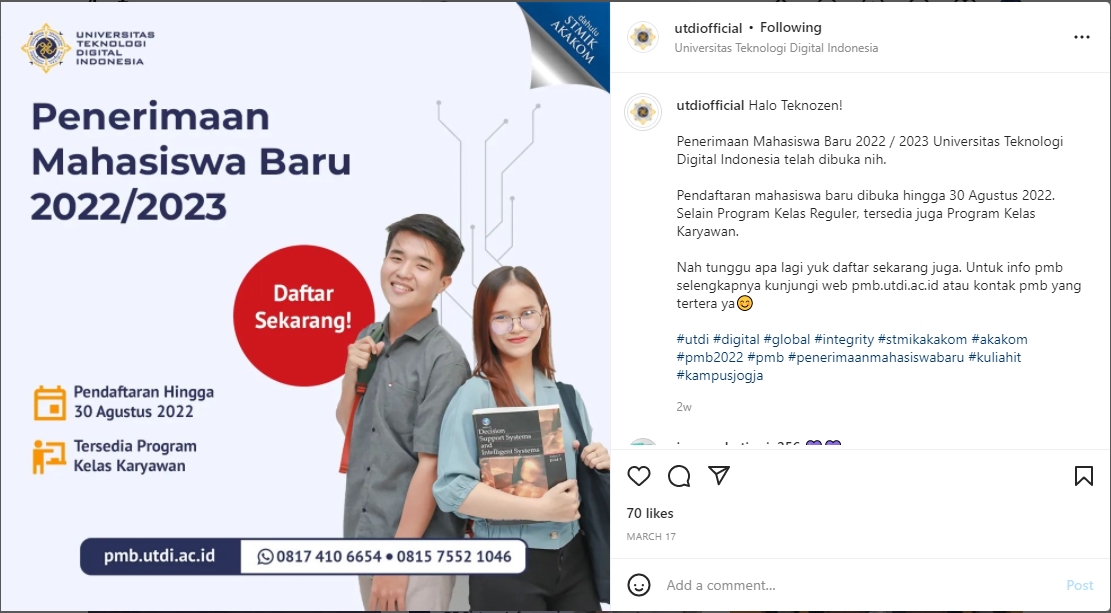 UNIVERSITAS
TEKNOLOGI
DIGITAL
INDONESIA
dahulu
STMIK
AKAKOM
Penerimaan
Mahasiswa Baru
2022/2023
Daftar
Sekarang!
Pendaftaran Hingga
30 Agustus 2022
Tersedia Program
Kelas Karyawan
Decision
Support Systems
and
Intelligent Systems
pmb.utdi.ac.id
0817 410 6654 • 0815 7552 1046
utdiofficial • Following
Universitas Teknologi Digital Indonesia
utdiofficial Halo Teknozen!
Penerimaan Mahasiswa Baru 2022 / 2023 Universitas Teknologi
Digital Indonesia telah dibuka nih.
Pendaftaran mahasiswa baru dibuka hingga 30 Agustus 2022.
Selain Program Kelas Reguler, tersedia juga Program Kelas
Karyawan.
Nah tunggu apa lagi yuk daftar sekarang juga. Untuk info pmb
selengkapnya kunjungi web pmb.utdi.ac.id atau kontak pmb yang
tertera ya😊
#utdi #digital #global #integrity #stmikakakom #akakom
#pmb2022 #pmb #penerimaanmahasiswabaru #kuliahit
#kampusjogja
2w
70 likes
MARCH 17
Add a comment...
Post